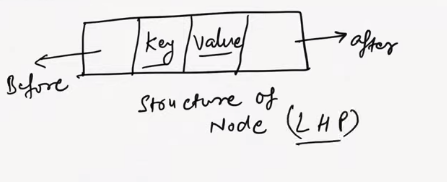 key value
after
Before
Structure of
Node (LHP)